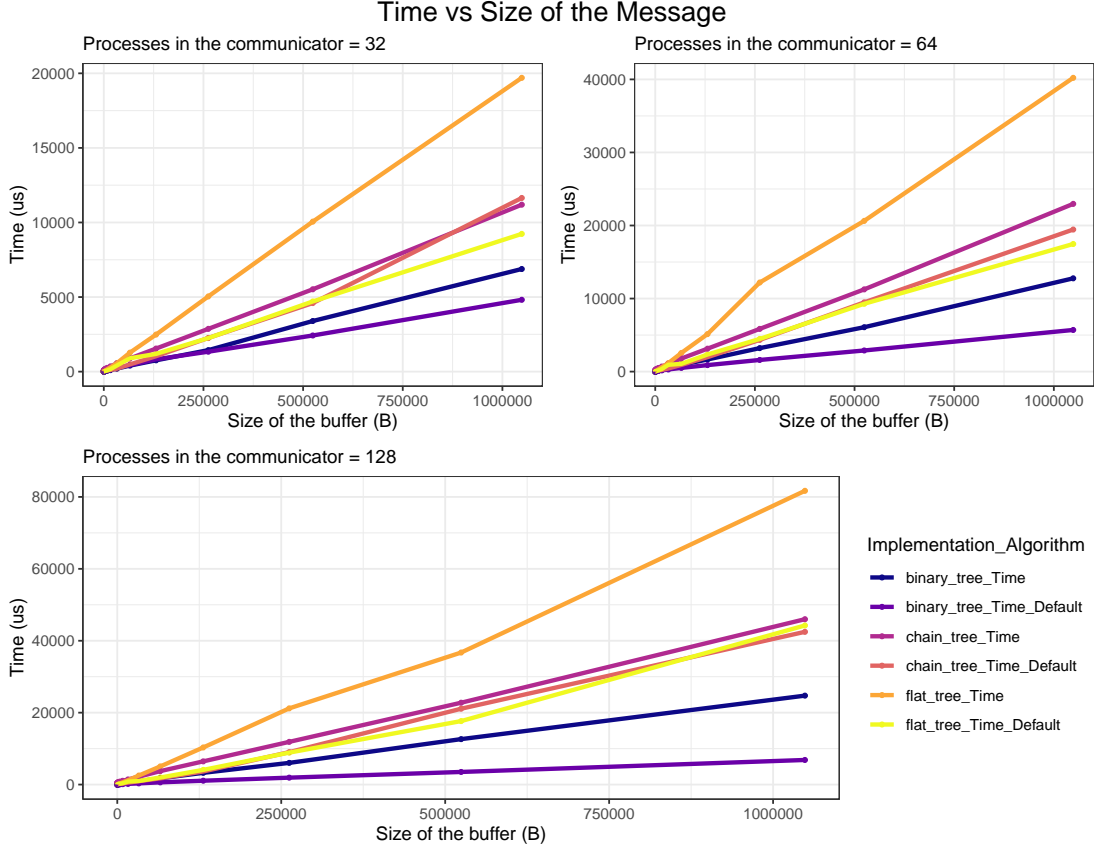 Time vs Size of the Message
Processes in the communicator = 32
Time (us)
20000
15000
10000
5000
0
0 250000 500000 750000 1000000
Size of the buffer (B)
Processes in the communicator = 64
Time (us)
40000
30000
20000
10000
0
0 250000 500000 750000 1000000
Size of the buffer (B)
Processes in the communicator = 128
Time (us)
80000
60000
40000
20000
0
0 250000 500000 750000 1000000
Size of the buffer (B)
Implementation_Algorithm
binary_tree_Time
binary_tree_Time_Default
chain_tree_Time
chain_tree_Time_Default
flat_tree_Time
flat_tree_Time_Default